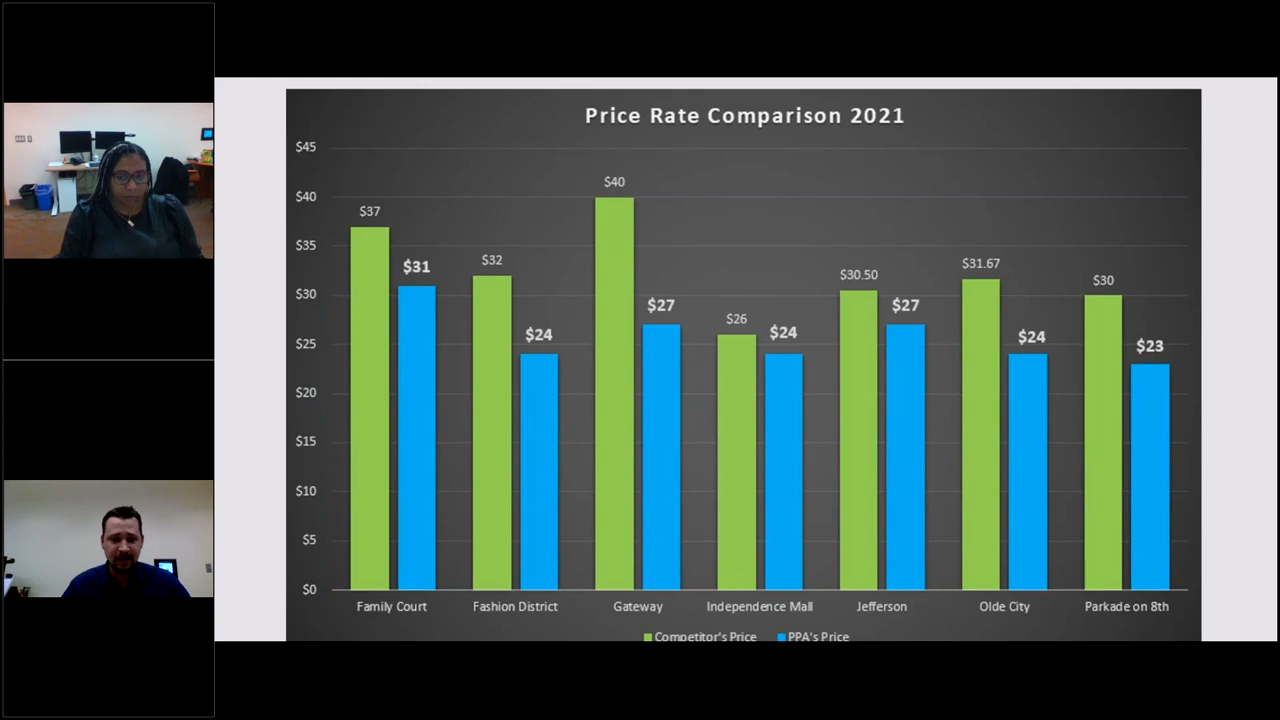 Price Rate Comparison 2021
$45
$40
$35
$30
$25
$20
$15
$10
$5
$0
$37
$31
$32
$24
$40
$27
$26
$24
$30.50
$27
$31.67
$24
$30
$23
Family Court
Fashion District
Gateway
Independence Mall
Jefferson
Olde City
Parkade on 8th
Competitor's Price
PPA's Price